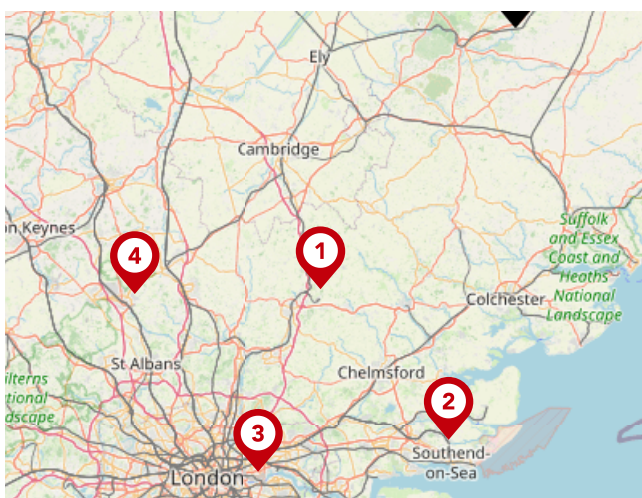 Ely
Cambridge
on Keynes
Suffolk
and Essex
Coast and
Heaths
National
Landscape
1
4
Colchester
St Albans
Chelmsford
ilterns
tional
dscape
2
3
Southend-
on-Sea
London